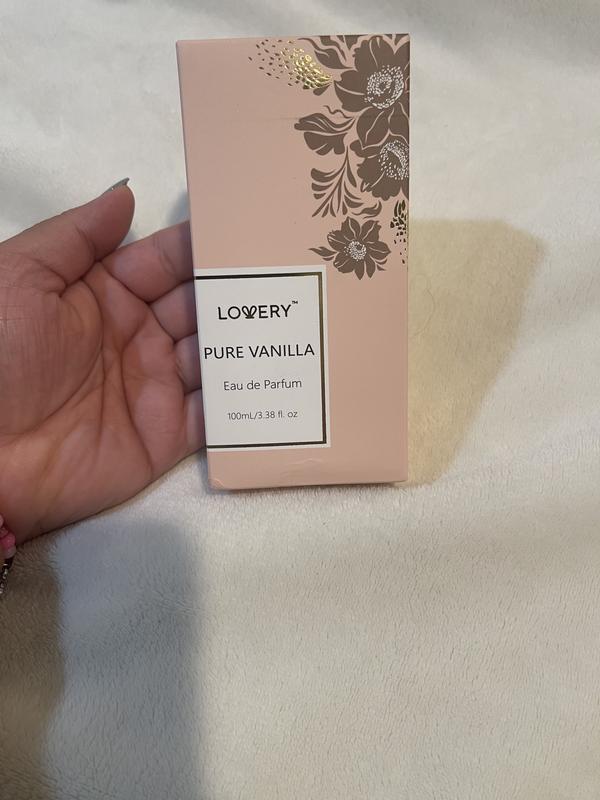 LOVERY™
PURE VANILLA
Eau de Parfum
100mL/3.38 fl. oz